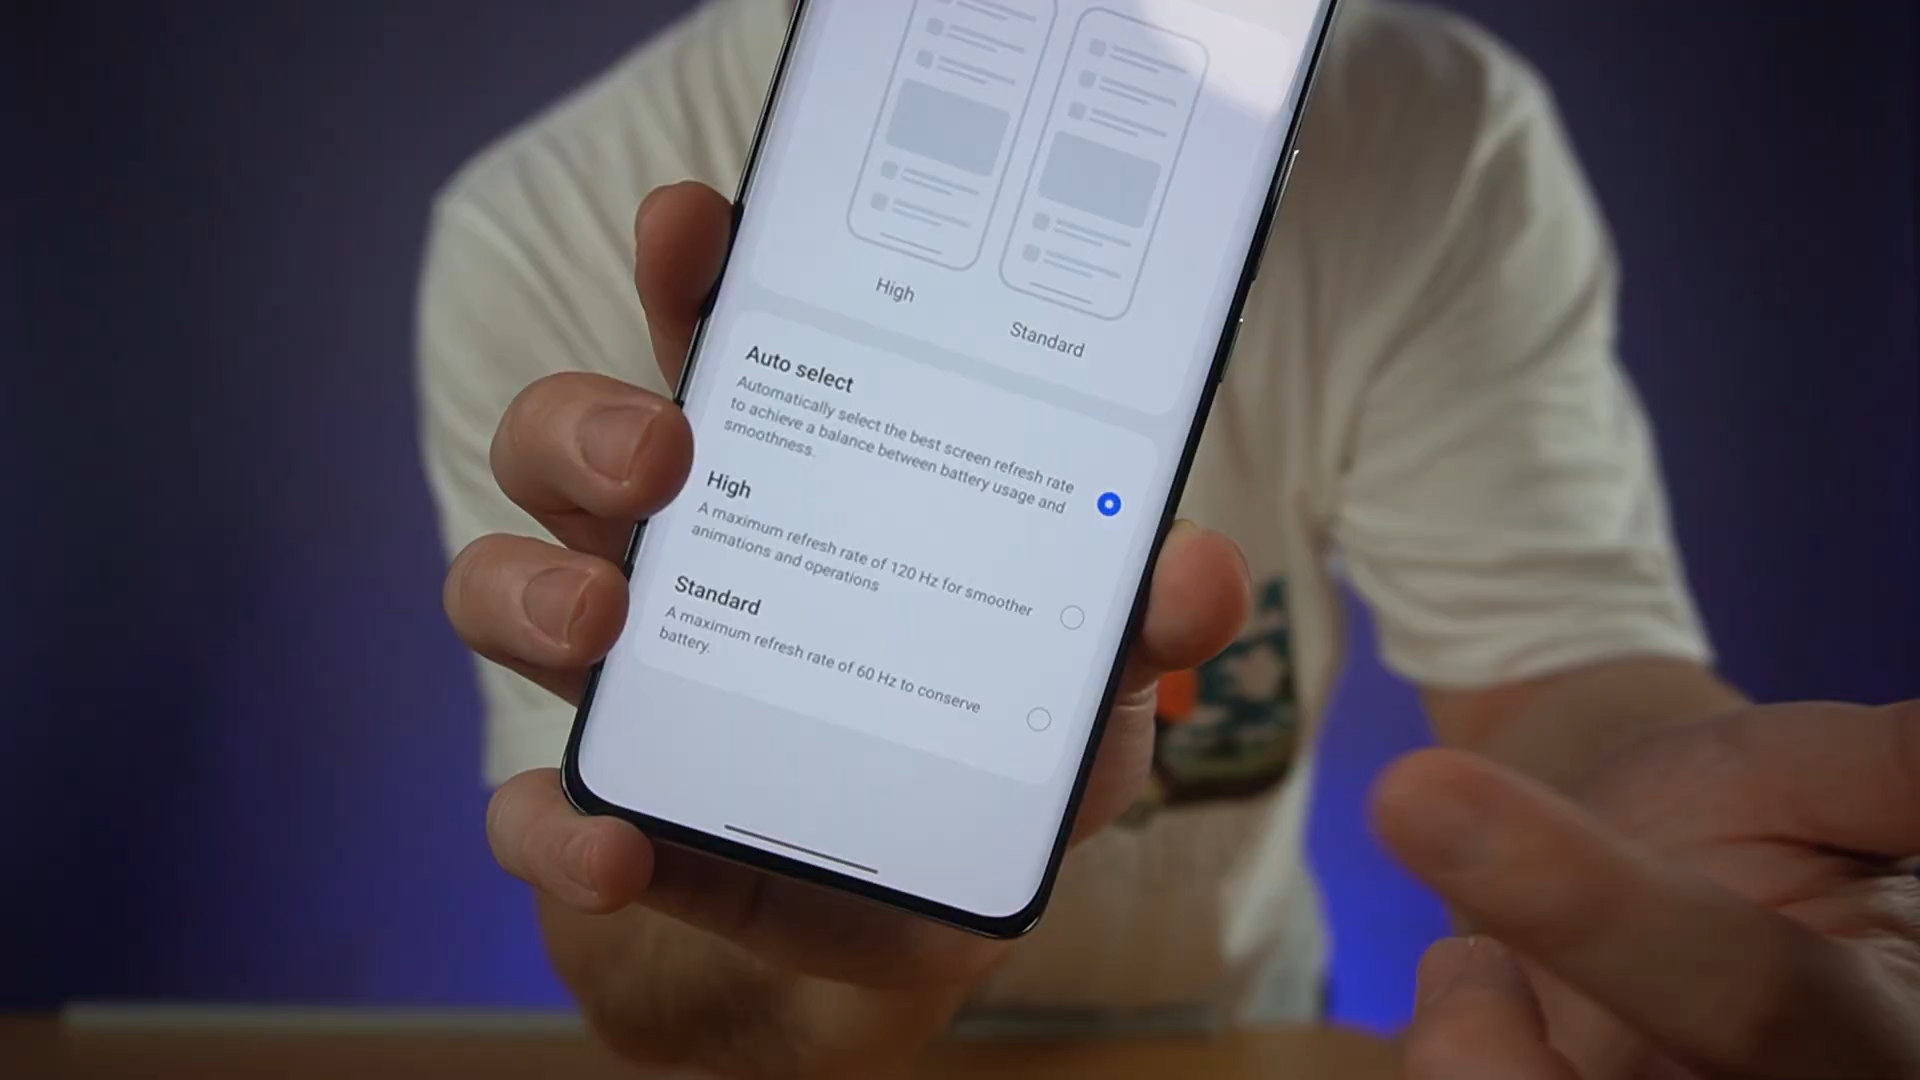 High
Standard
Auto select
Automatically select the best screen refresh rate
to achieve a balance between battery usage and
smoothness.
High
A maximum refresh rate of 120 Hz for smoother
animations and operations
Standard
A maximum refresh rate of 60 Hz to conserve
battery.